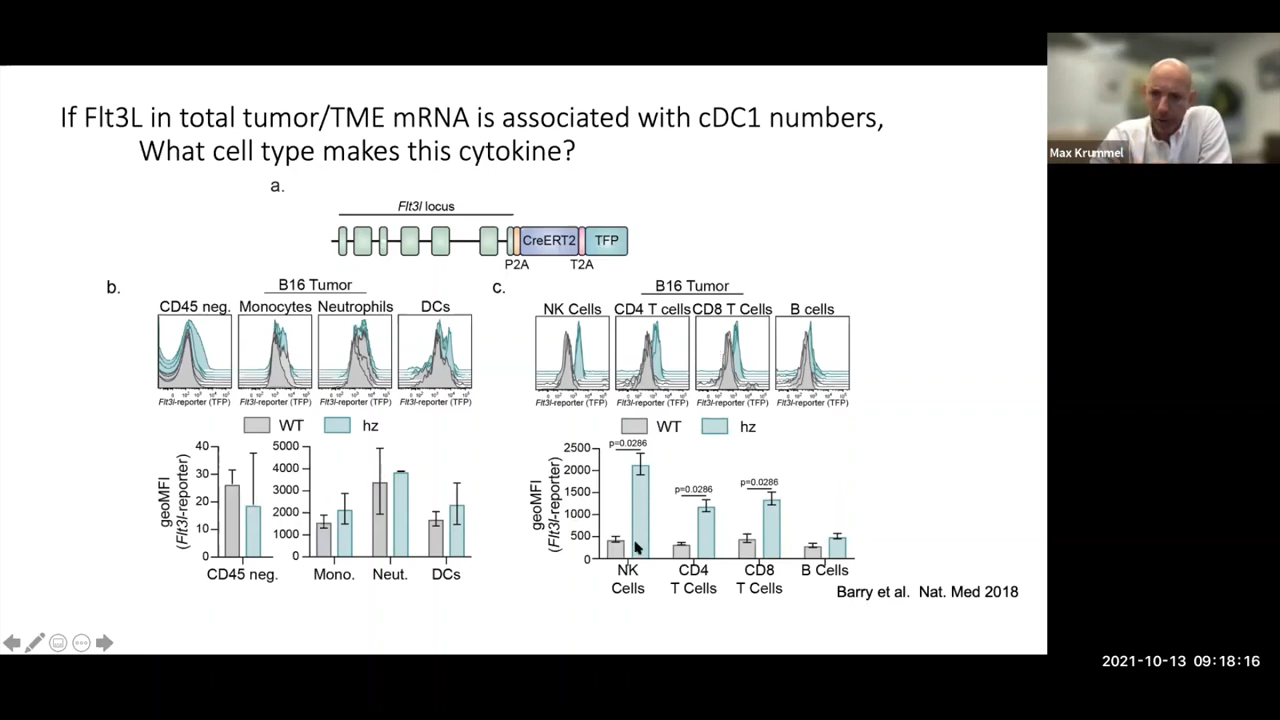 If Flt3L in total tumor/TME mRNA is associated with cDC1 numbers,
What cell type makes this cytokine?
Max Krummel
a.
Flt3l locus
CreERT2
TFP
P2A
T2A
b.
B16 Tumor
CD45 neg. Monocytes Neutrophils DCs
Flt3l-reporter (TFP) Flt3l-reporter (TFP) Flt3l-reporter (TFP) Flt3l-reporter (TFP)
WT hz
geoMFI
(Flt3l-reporter)
40
30
20
10
0
CD45 neg.
5000
4000
3000
2000
1000
0
Mono. Neut. DCs
c.
B16 Tumor
NK Cells CD4 T cells CD8 T Cells B cells
Flt3l-reporter (TFP) Flt3l-reporter (TFP) Flt3l-reporter (TFP) Flt3l-reporter (TFP)
WT hz
geoMFI
(Flt3l-reporter)
2500
2000
1500
1000
500
0
p=0.0286
p=0.0286
p=0.0286
NK CD4 CD8 B Cells
Cells T Cells T Cells
Barry et al. Nat. Med 2018
2021-10-13 09:18:16